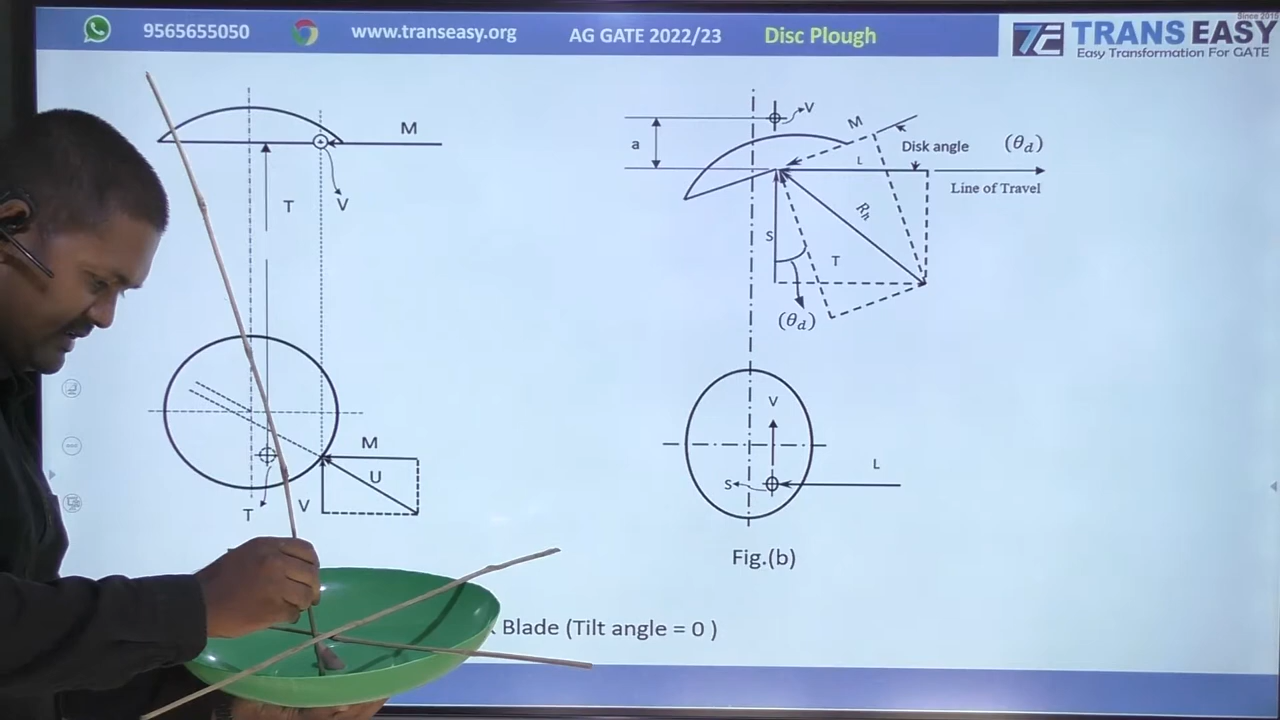 9565655050 www.transeasy.org AG GATE 2022/23 Disc Plough
Since 2015
TRANS EASY
Easy Transformation For GATE
M
T
V
M
U
V
T
V
M
a
Disk angle (θd)
L
Line of Travel
Rh
S
T
(θd)
V
S
L
Fig.(b)
Blade (Tilt angle = 0 )